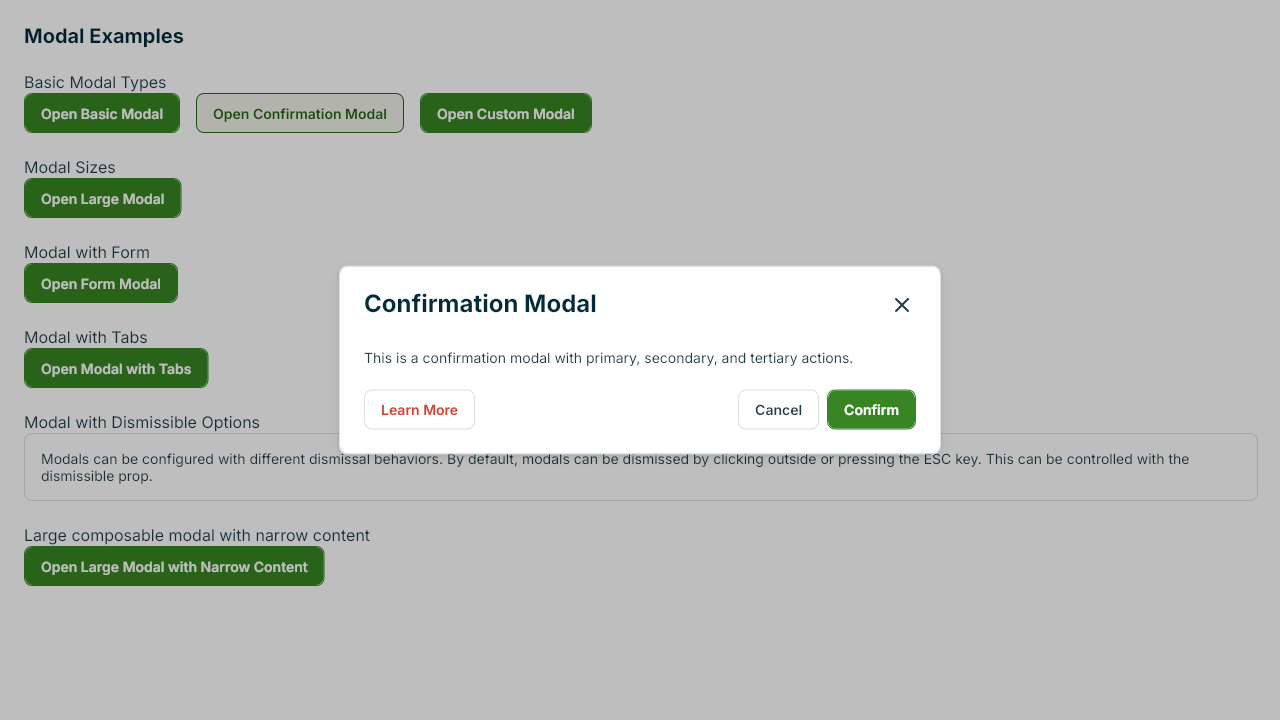 Modal Examples
Basic Modal Types
Open Basic Modal
Open Confirmation Modal
Open Custom Modal
Modal Sizes
Open Large Modal
Modal with Form
Open Form Modal
Modal with Tabs
Open Modal with Tabs
Modal with Dismissible Options
Modals can be configured with different dismissal behaviors. By default, modals can be dismissed by clicking outside or pressing the ESC key. This can be controlled with the
dismissible prop.
Large composable modal with narrow content
Open Large Modal with Narrow Content
Confirmation Modal
This is a confirmation modal with primary, secondary, and tertiary actions.
Learn More
Cancel
Confirm